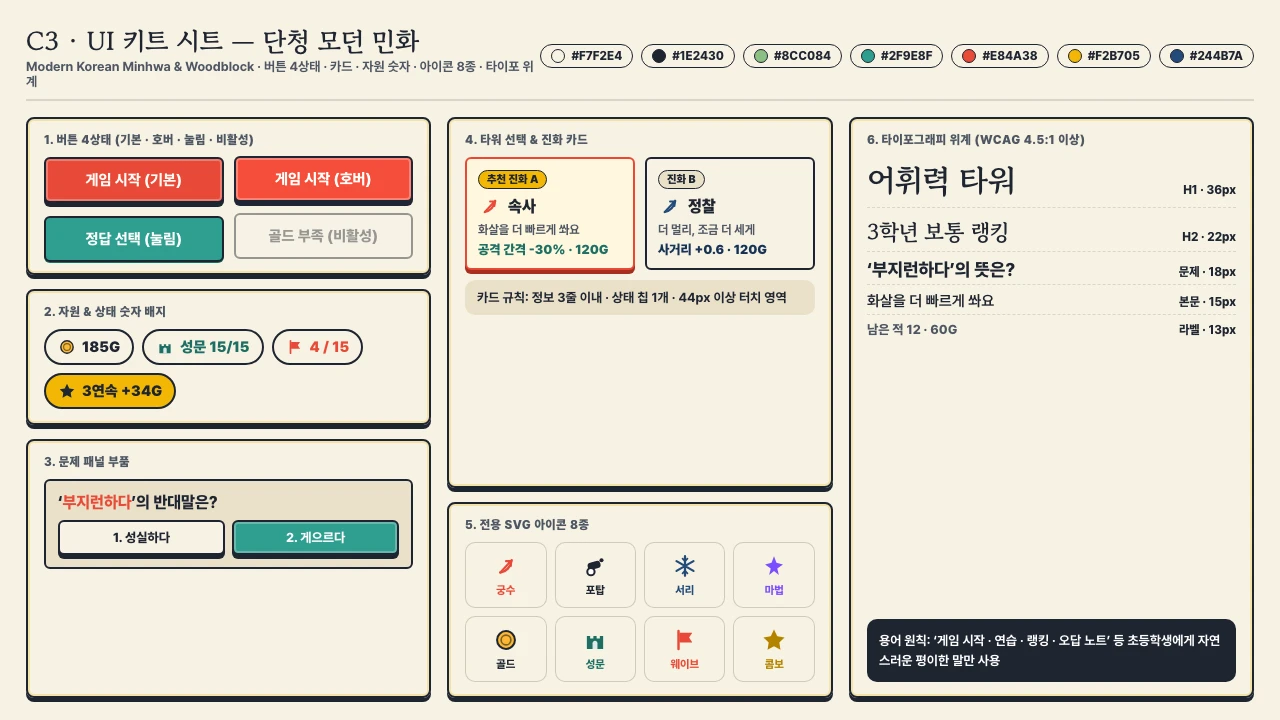 C3 · UI 키트 시트 — 단청 모던 민화
Modern Korean Minhwa & Woodblock · 버튼 4상태 · 카드 · 자원 숫자 · 아이콘 8종 · 타이포 위
계
#F7F2E4
#1E2430
#8CC084
#2F9E8F
#E84A38
#F2B705
#244B7A
1. 버튼 4상태 (기본 · 호버 · 눌림 · 비활성)
게임 시작 (기본)
게임 시작 (호버)
정답 선택 (눌림)
골드 부족 (비활성)
2. 자원 & 상태 숫자 배지
185G
성문 15/15
4 / 15
3연속 +34G
3. 문제 패널 부품
‘부지런하다’의 반대말은?
1. 성실하다
2. 게으르다
4. 타워 선택 & 진화 카드
추천 진화 A
속사
화살을 더 빠르게 쏴요
공격 간격 -30% · 120G
진화 B
정찰
더 멀리, 조금 더 세게
사거리 +0.6 · 120G
카드 규칙: 정보 3줄 이내 · 상태 칩 1개 · 44px 이상 터치 영역
5. 전용 SVG 아이콘 8종
궁수
포탑
서리
마법
골드
성문
웨이브
콤보
6. 타이포그래피 위계 (WCAG 4.5:1 이상)
어휘력 타워
H1 · 36px
3학년 보통 랭킹
H2 · 22px
‘부지런한’의 뜻은?
문제 · 18px
화살을 더 빠르게 쏴요
본문 · 15px
남은 적 12 · 60G
라벨 · 13px
용어 원칙: ‘게임 시작 · 연습 · 랭킹 · 오답 노트’ 등 초등학생에게 자연
스러운 평이한 말만 사용